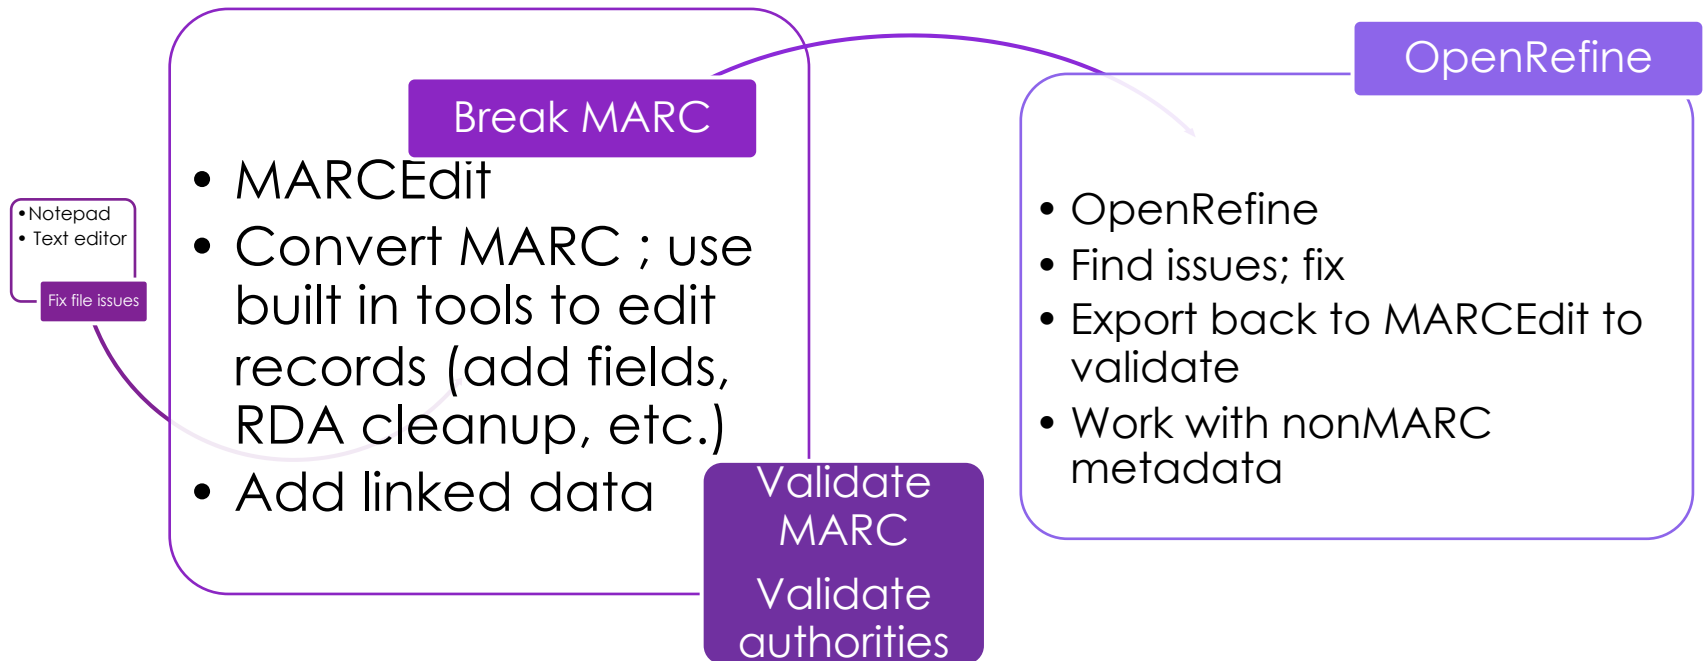 •Notepad
• Text editor
Fix file issues
Break MARC
• MARCEdit
• Convert MARC ; use
built in tools to edit
records (add fields,
RDA cleanup, etc.)
• Add linked data
Validate
MARC
Validate
authorities
OpenRefine
• OpenRefine
• Find issues; fix
• Export back to MARCEdit to
validate
• Work with nonMARC
metadata